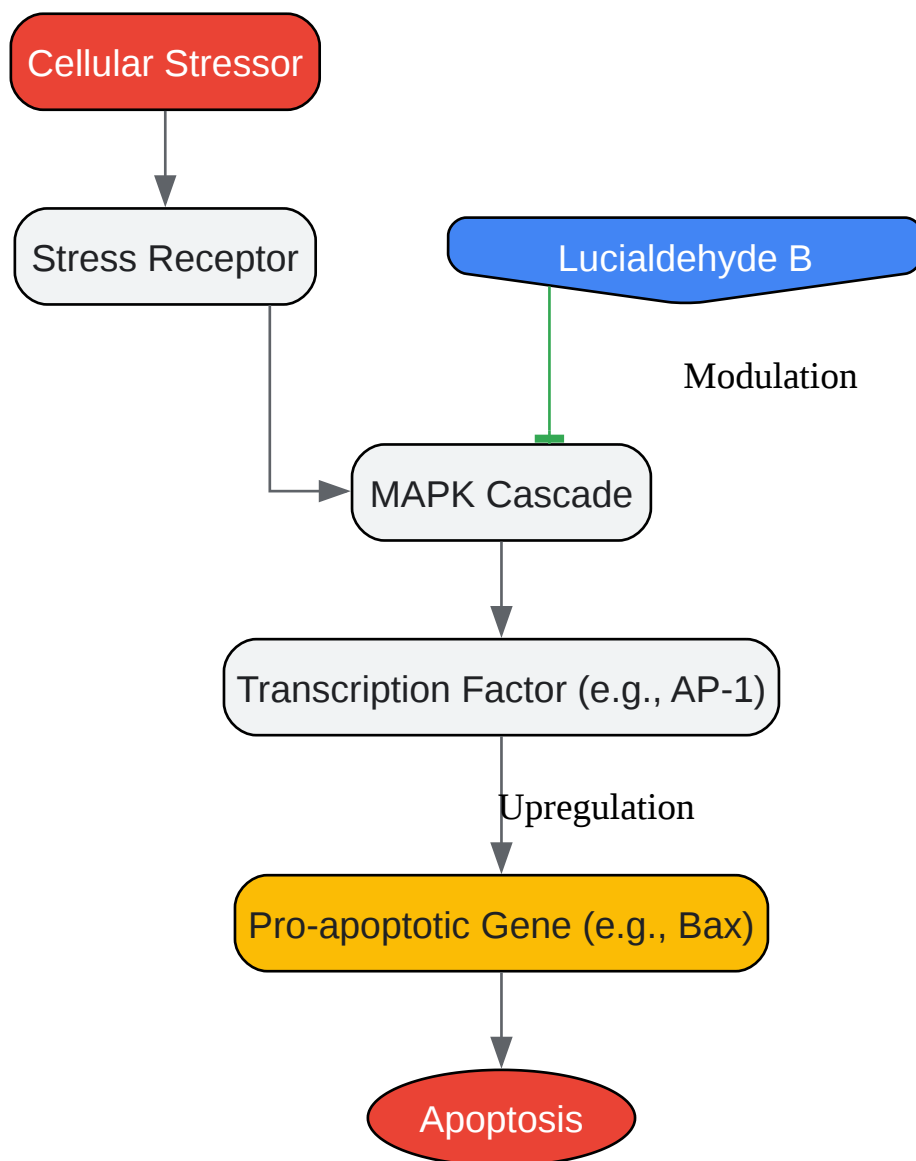 Cellular Stressor
Stress Receptor
Lucialdehyde B
Modulation
MAPK Cascade
Transcription Factor (e.g., AP-1)
Upregulation
Pro-apoptotic Gene (e.g., Bax)
Apoptosis